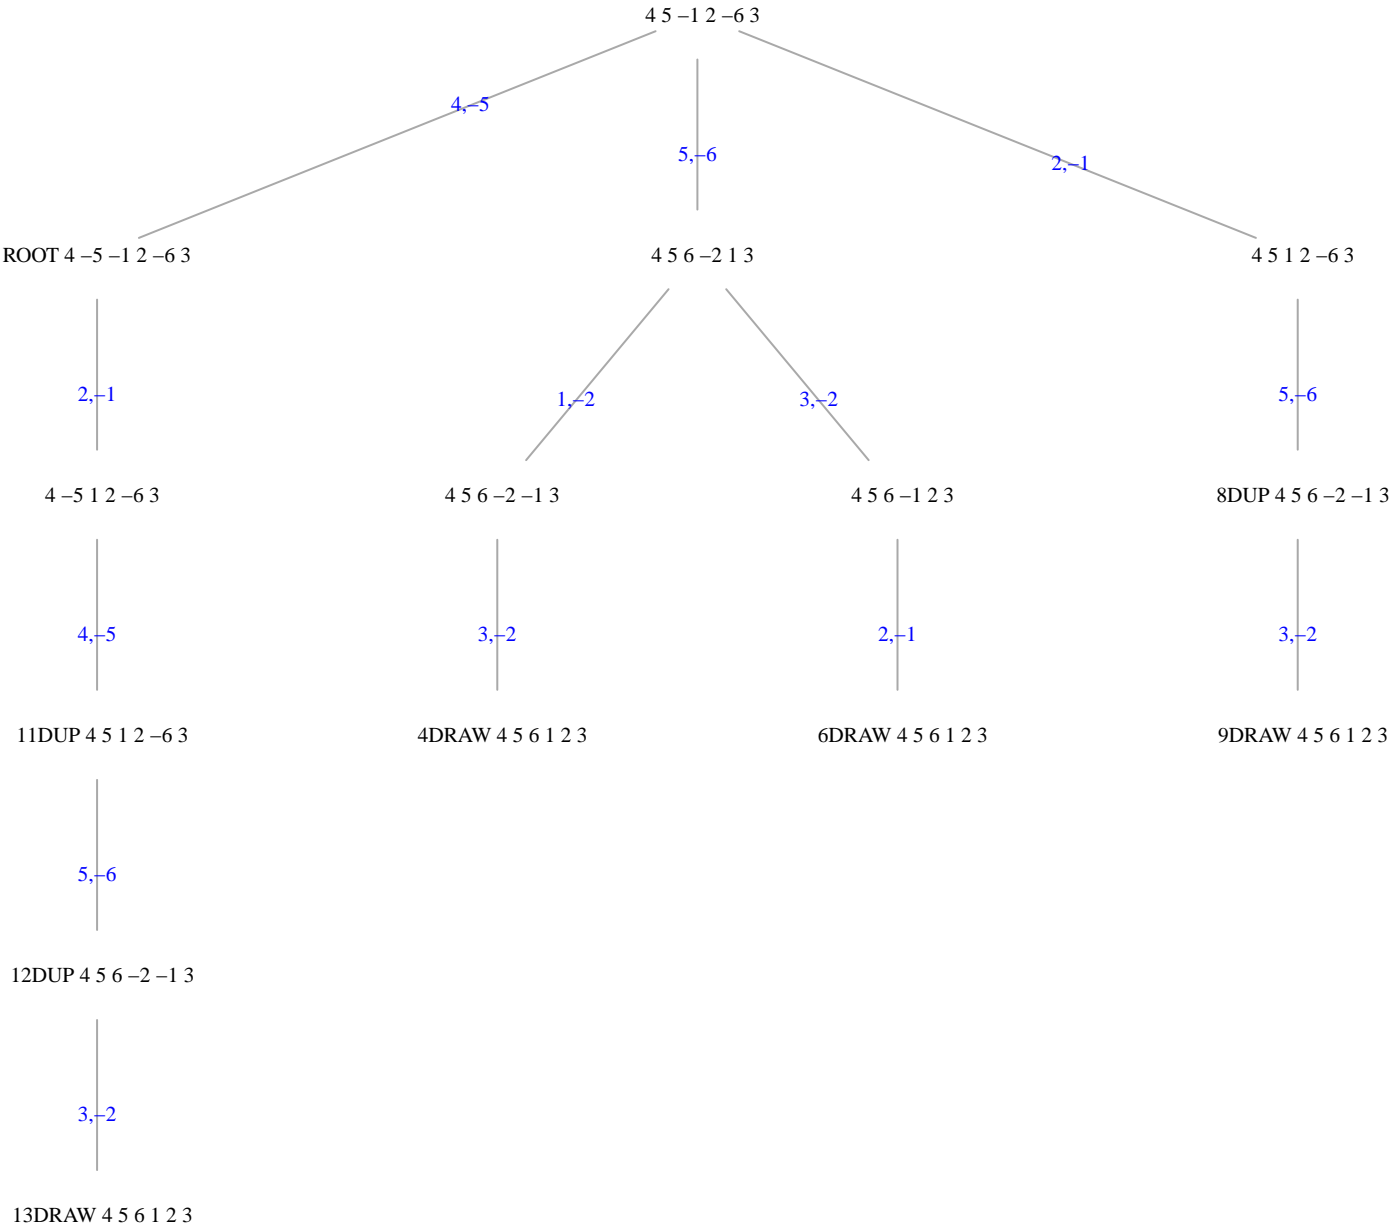 4 5 –1 2 –6 3
4,–5
5,–6
2,–1
ROOT 4 –5 –1 2 –6 3
4 5 6 –2 1 3
4 5 1 2 –6 3
2,–1
1,–2
3,–2
5,–6
4 –5 1 2 –6 3
4 5 6 –2 –1 3
4 5 6 –1 2 3
8DUP 4 5 6 –2 –1 3
4,–5
3,–2
2,–1
3,–2
11DUP 4 5 1 2 –6 3
4DRAW 4 5 6 1 2 3
6DRAW 4 5 6 1 2 3
9DRAW 4 5 6 1 2 3
5,–6
12DUP 4 5 6 –2 –1 3
3,–2
13DRAW 4 5 6 1 2 3